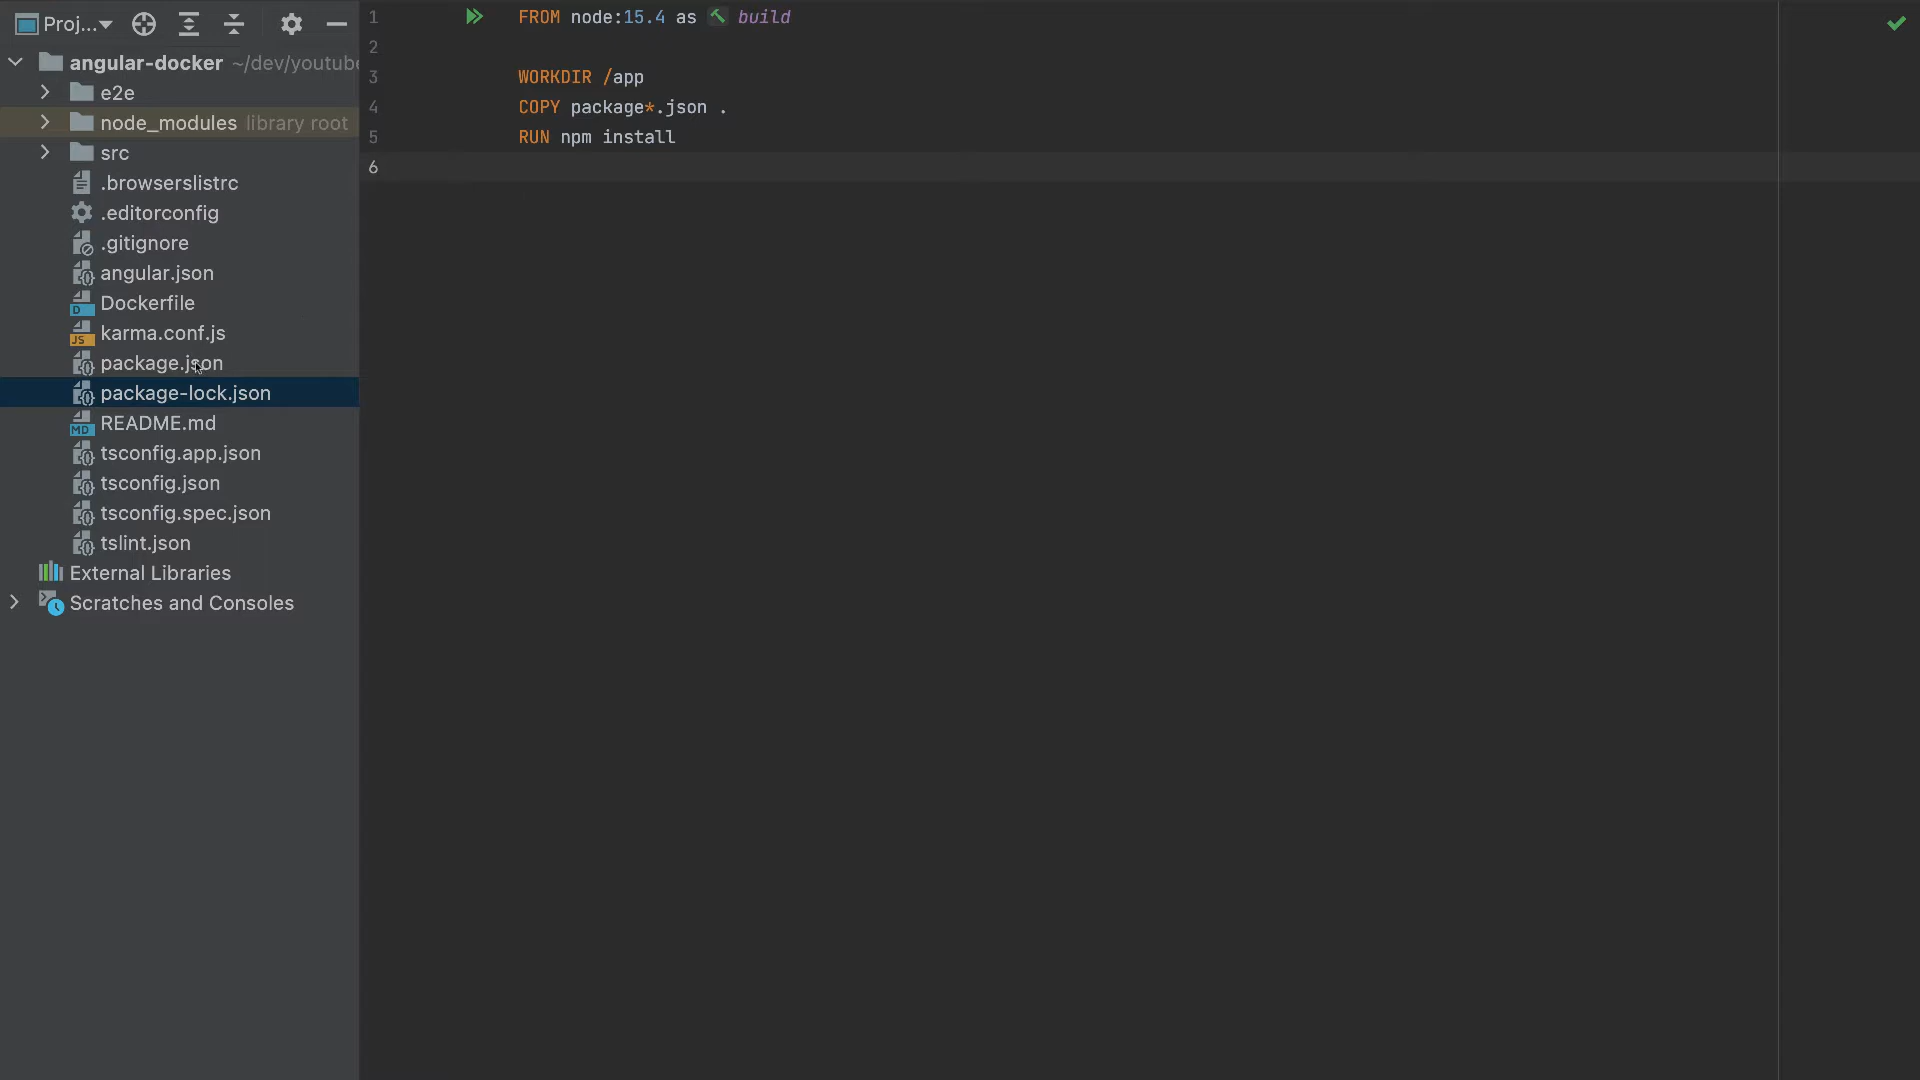 Proj...
angular-docker ~/dev/youtube
e2e
node_modules library root
src
.browserslistrc
.editorconfig
.gitignore
angular.json
D Dockerfile
JS karma.conf.js
package.json
package-lock.json
MD README.md
tsconfig.app.json
tsconfig.json
tsconfig.spec.json
tslint.json
External Libraries
Scratches and Consoles
1 FROM node:15.4 as build
2
3 WORKDIR /app
4 COPY package*.json .
5 RUN npm install
6